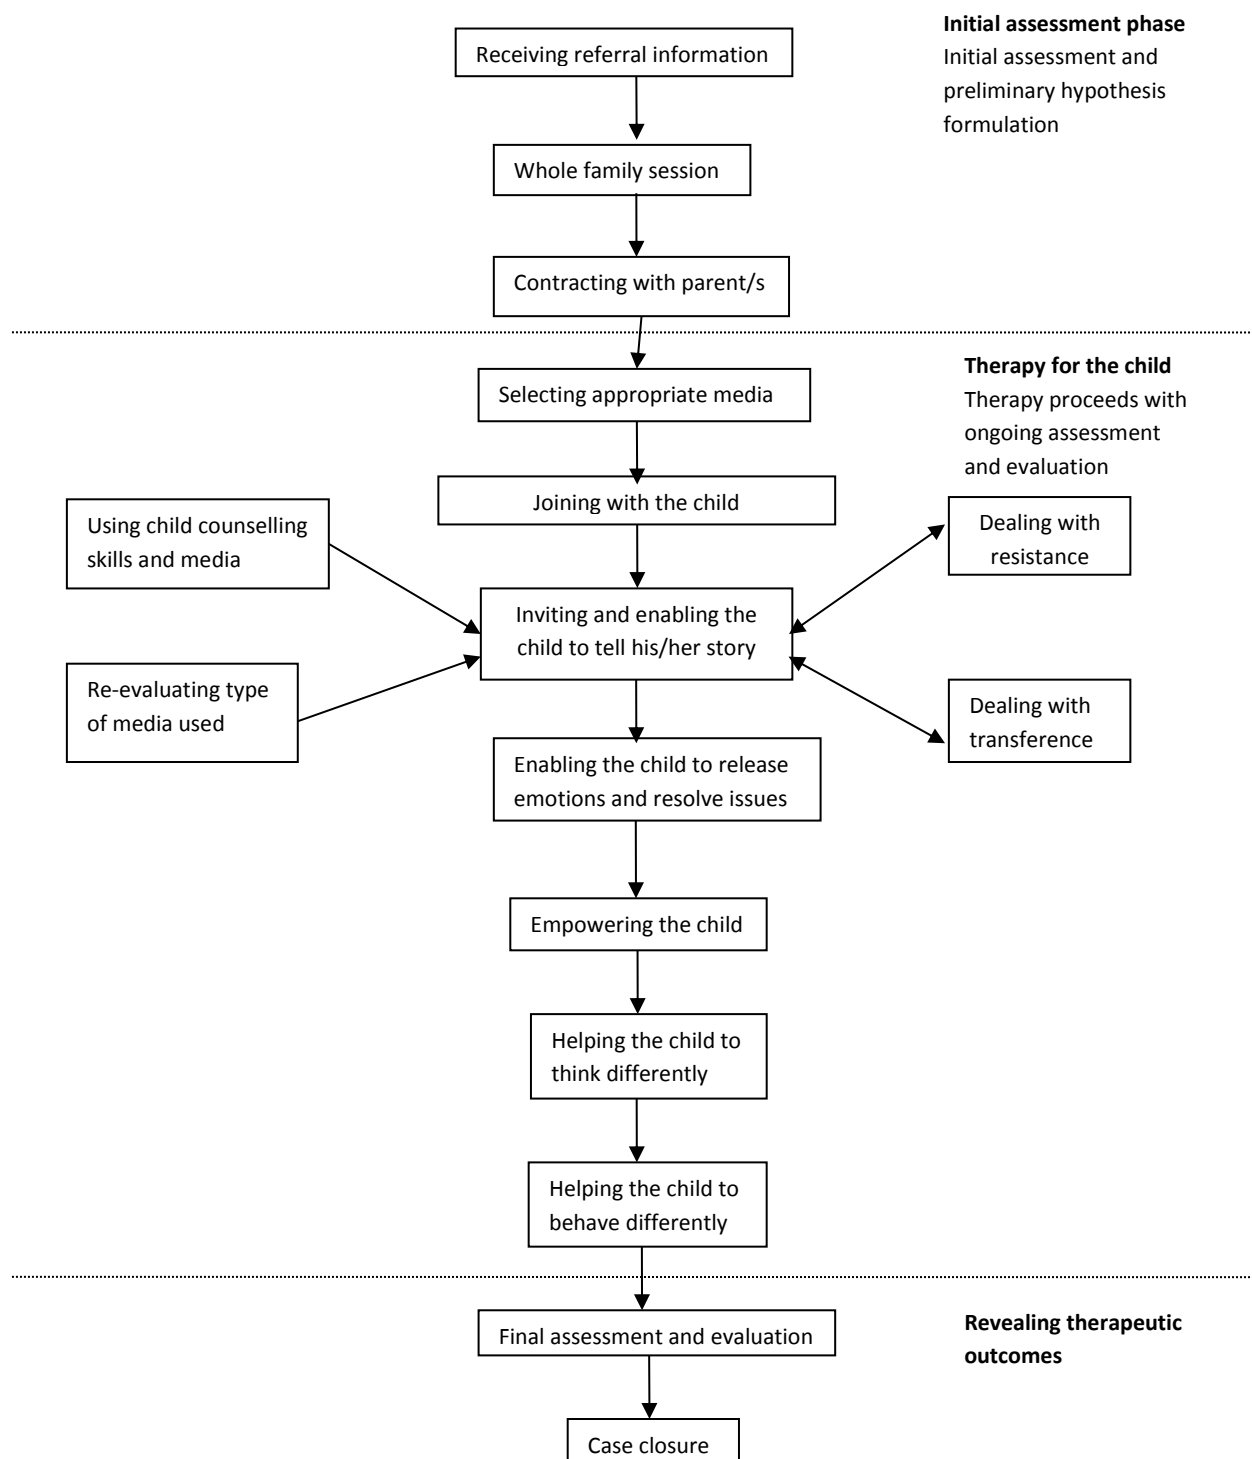 Receiving referral information
Initial assessment phase
Initial assessment and
preliminary hypothesis
formulation
Whole family session
Contracting with parent/s
Selecting appropriate media
Therapy for the child
Therapy proceeds with
ongoing assessment
and evaluation
Joining with the child
Using child counselling
skills and media
Dealing with
resistance
Inviting and enabling the
child to tell his/her story
Re-evaluating type
of media used
Dealing with
transference
Enabling the child to release
emotions and resolve issues
Empowering the child
Helping the child to
think differently
Helping the child to
behave differently
Final assessment and evaluation
Revealing therapeutic
outcomes
Case closure